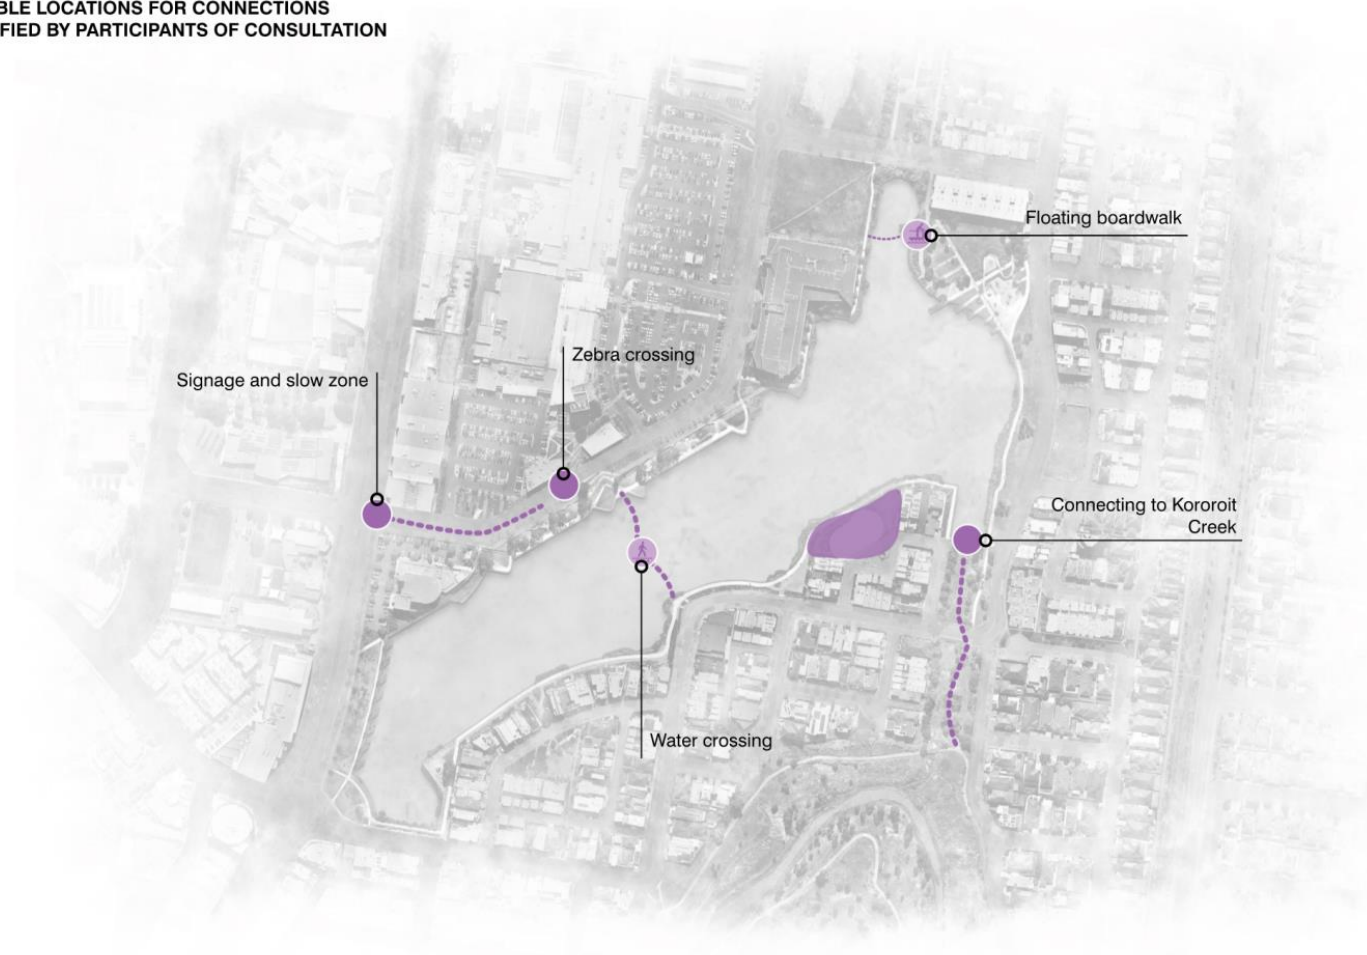 BLE LOCATIONS FOR CONNECTIONS
FIED BY PARTICIPANTS OF CONSULTATION
Floating boardwalk
Zebra crossing
Signage and slow zone
Connecting to Kororoit
Creek
Water crossing